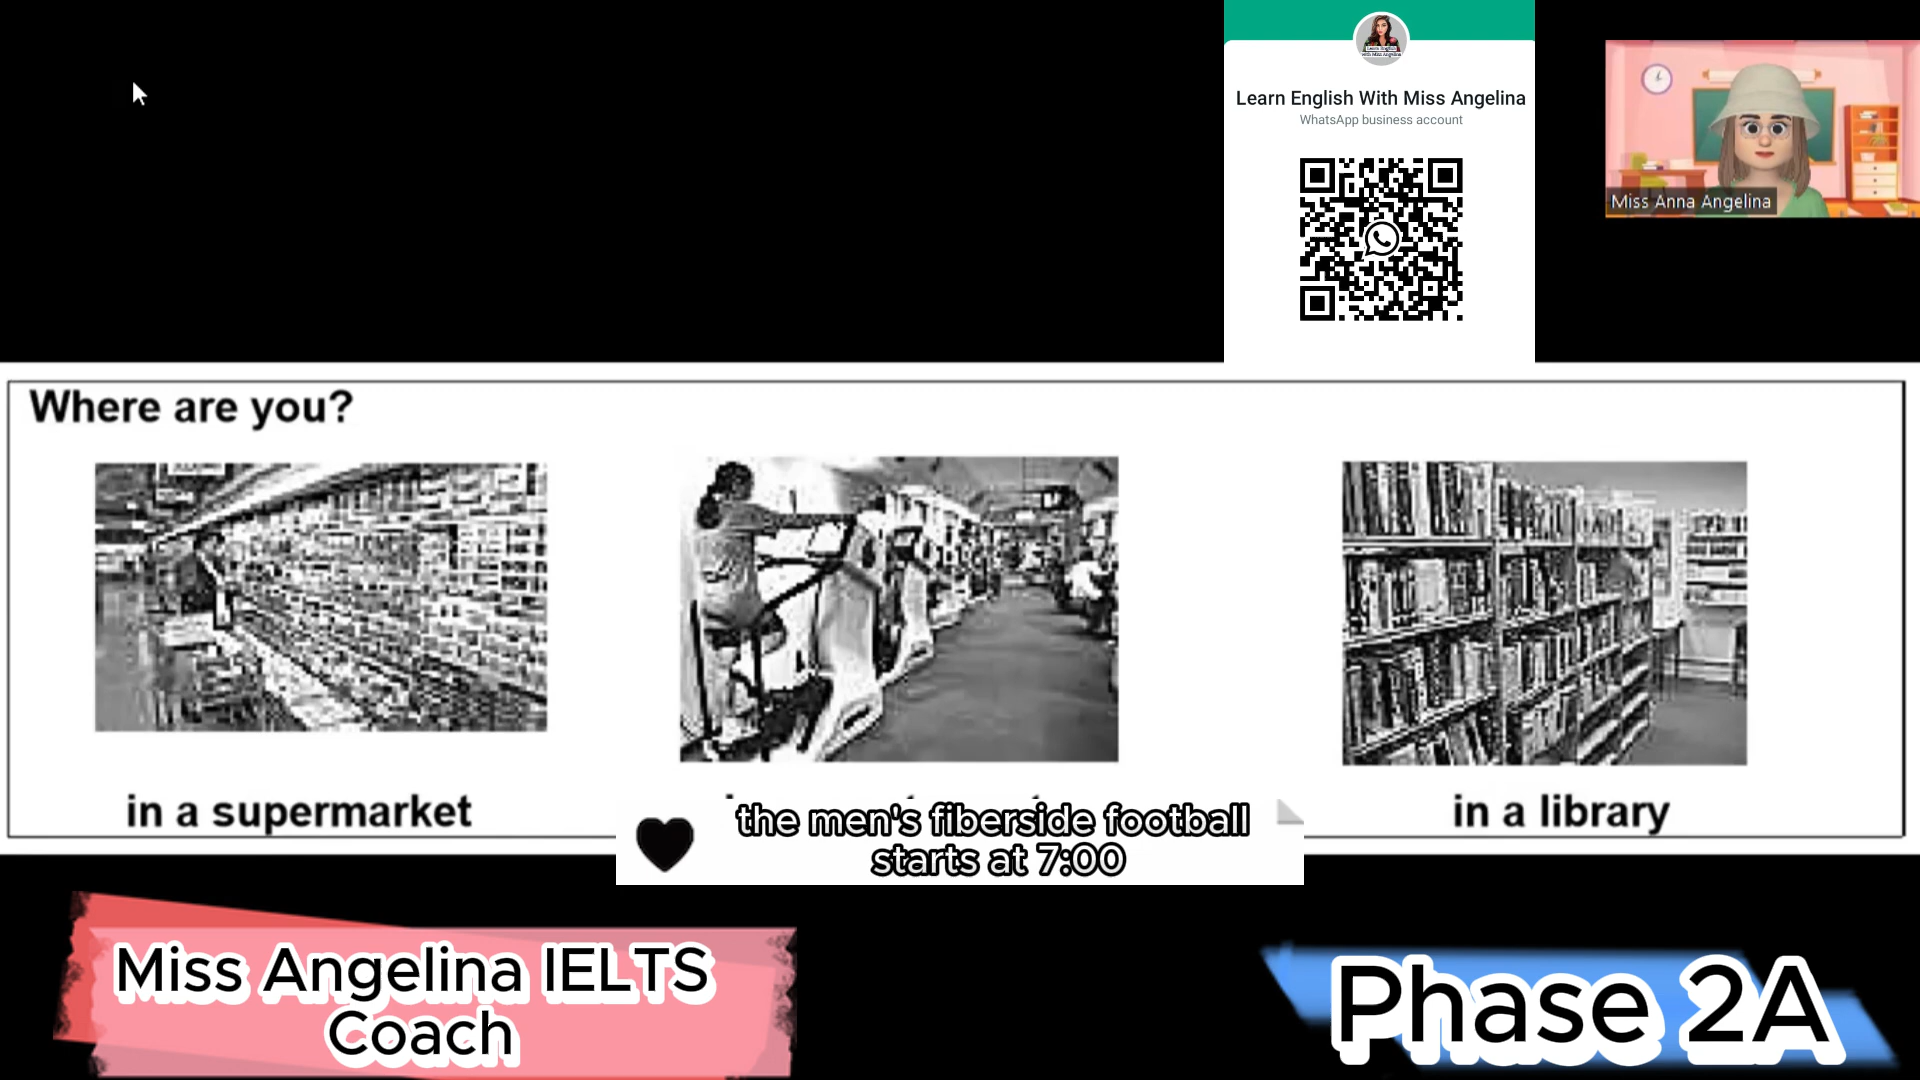 Learn English With Miss Angelina
WhatsApp business account
Miss Anna Angelina
Where are you?
in a supermarket
in a library
the men's fiberside football
starts at 7:00
Miss Angelina IELTS
Coach
Phase 2A